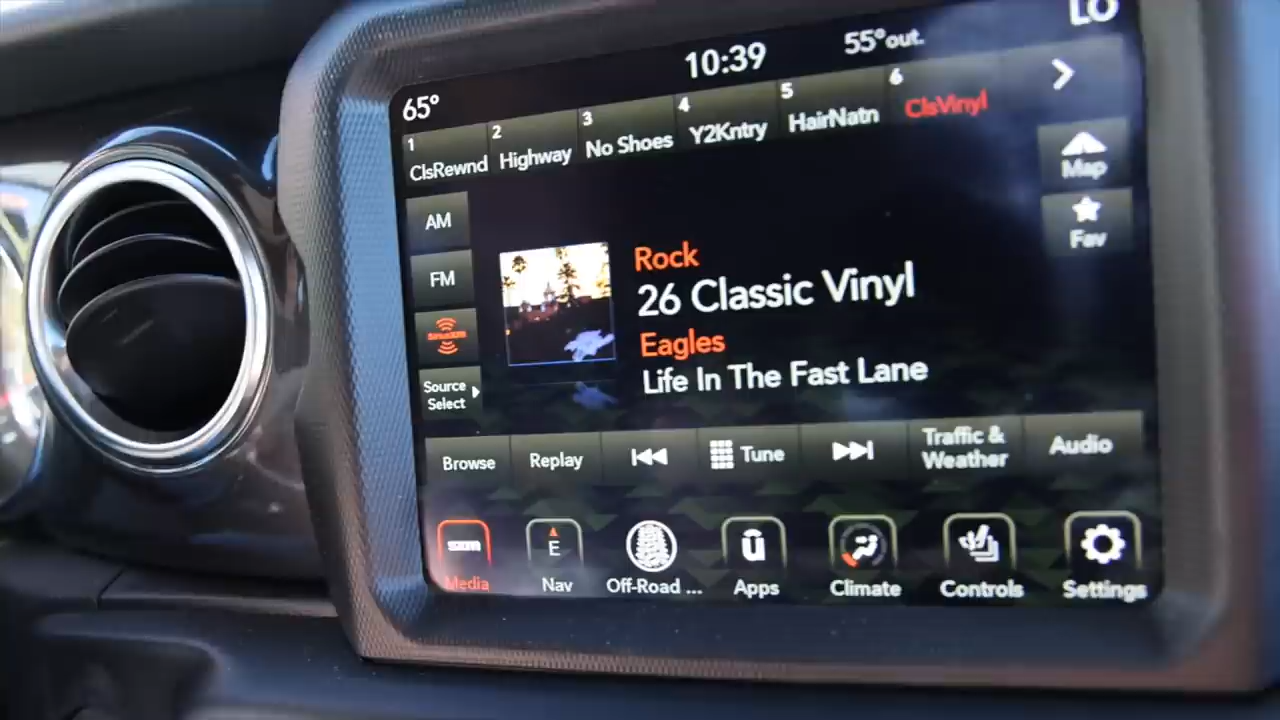 LO
10:39
55° out.
65°
1 ClsRewnd
2 Highway
3 No Shoes
4 Y2Kntry
5 HairNatn
6 ClsVinyl
Map
Fav
AM
FM
Source
Select
Rock
26 Classic Vinyl
Eagles
Life In The Fast Lane
Browse
Replay
Tune
Traffic &
Weather
Audio
Media
E
Nav
Off-Road ...
ū
Apps
Climate
Controls
Settings